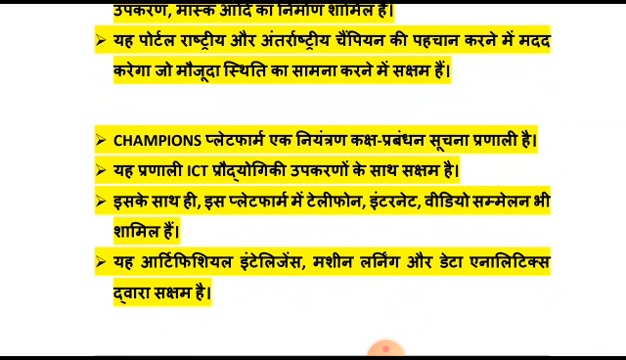 उपकरण, मास्क आदि का निर्माण शामिल है।
➢ यह पोर्टल राष्ट्रीय और अंतर्राष्ट्रीय चैंपियन की पहचान करने में मदद
करेगा जो मौजूदा स्थिति का सामना करने में सक्षम हैं।
➢ CHAMPIONS प्लेटफार्म एक नियंत्रण कक्ष-प्रबंधन सूचना प्रणाली है।
➢ यह प्रणाली ICT प्रौद्योगिकी उपकरणों के साथ सक्षम है।
➢ इसके साथ ही, इस प्लेटफार्म में टेलीफोन, इंटरनेट, वीडियो सम्मेलन भी
शामिल हैं।
➢ यह आर्टिफिशियल इंटेलिजेंस, मशीन लर्निंग और डेटा एनालिटिक्स
द्वारा सक्षम है।